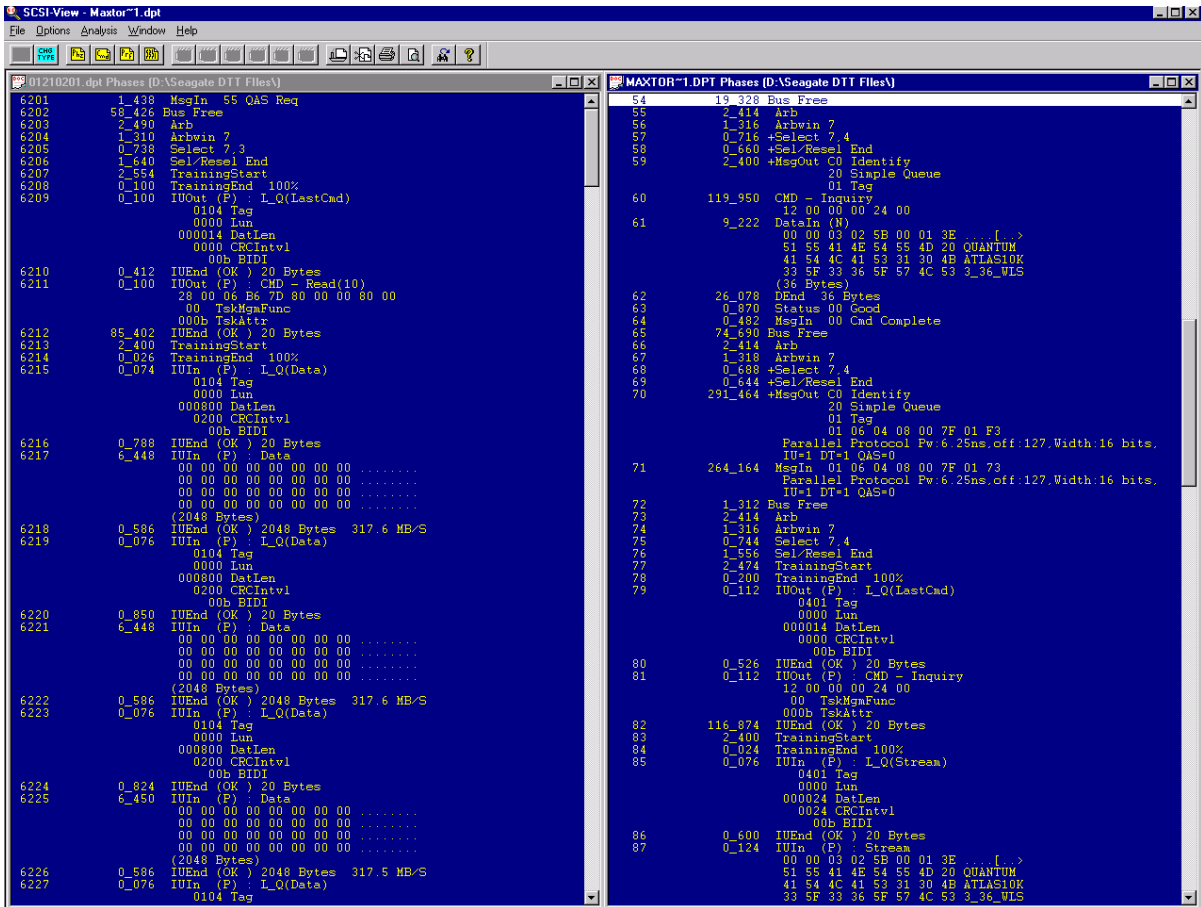 SCSI-View - Maxtor~1.dpt
File Options Analysis Window Help
CHG TYPE
01210201.dpt Phases (D:\Seagate DTT FIles\)
6201 1_438 MsgIn 55 QAS Req
6202 58_426 Bus Free
6203 2_490 Arb
6204 1_310 Arbwin 7
6205 0_738 Select 7,3
6206 1_640 Sel/Resel End
6207 2_554 TrainingStart
6208 0_100 TrainingEnd 100%
6209 0_100 IUOut (P) : L_Q(LastCmd)
0104 Tag
0000 Lun
000014 DatLen
0000 CRCIntvl
00b BIDI
6210 0_412 IUEnd (OK ) 20 Bytes
6211 0_100 IUOut (P) : CMD - Read(10)
28 00 06 B6 7D 80 00 00 80 00
00 TskMgmFunc
000b TskAttr
6212 85_402 IUEnd (OK ) 20 Bytes
6213 2_400 TrainingStart
6214 0_026 TrainingEnd 100%
6215 0_074 IUIn (P) : L_Q(Data)
0104 Tag
0000 Lun
000800 DatLen
0200 CRCIntvl
00b BIDI
6216 0_788 IUEnd (OK ) 20 Bytes
6217 6_448 IUIn (P) : Data
00 00 00 00 00 00 00 00 ........
00 00 00 00 00 00 00 00 ........
00 00 00 00 00 00 00 00 ........
00 00 00 00 00 00 00 00 ........
(2048 Bytes)
6218 0_586 IUEnd (OK ) 2048 Bytes 317.6 MB/S
6219 0_076 IUIn (P) : L_Q(Data)
0104 Tag
0000 Lun
000800 DatLen
0200 CRCIntvl
00b BIDI
6220 0_850 IUEnd (OK ) 20 Bytes
6221 6_448 IUIn (P) : Data
00 00 00 00 00 00 00 00 ........
00 00 00 00 00 00 00 00 ........
00 00 00 00 00 00 00 00 ........
00 00 00 00 00 00 00 00 ........
(2048 Bytes)
6222 0_586 IUEnd (OK ) 2048 Bytes 317.6 MB/S
6223 0_076 IUIn (P) : L_Q(Data)
0104 Tag
0000 Lun
000800 DatLen
0200 CRCIntvl
00b BIDI
6224 0_824 IUEnd (OK ) 20 Bytes
6225 6_450 IUIn (P) : Data
00 00 00 00 00 00 00 00 ........
00 00 00 00 00 00 00 00 ........
00 00 00 00 00 00 00 00 ........
00 00 00 00 00 00 00 00 ........
(2048 Bytes)
6226 0_586 IUEnd (OK ) 2048 Bytes 317.5 MB/S
6227 0_076 IUIn (P) : L_Q(Data)
0104 Tag
MAXTOR~1.DPT Phases (D:\Seagate DTT FIles\)
54 19_328 Bus Free
55 2_414 Arb
56 1_316 Arbwin 7
57 0_716 +Select 7,4
58 0_660 +Sel/Resel End
59 2_400 +MsgOut C0 Identify
20 Simple Queue
01 Tag
60 119_950 CMD - Inquiry
12 00 00 00 24 00
61 9_222 DataIn (N)
00 00 03 02 5B 00 01 3E ....[..>
51 55 41 4E 54 55 4D 20 QUANTUM
41 54 4C 41 53 31 30 4B ATLAS10K
33 5F 33 36 5F 57 4C 53 3_36_WLS
(36 Bytes)
62 26_078 DEnd 36 Bytes
63 0_870 Status 00 Good
64 0_482 MsgIn 00 Cmd Complete
65 74_690 Bus Free
66 2_414 Arb
67 1_318 Arbwin 7
68 0_688 +Select 7,4
69 0_644 +Sel/Resel End
70 291_464 +MsgOut C0 Identify
20 Simple Queue
01 Tag
01 06 04 08 00 7F 01 F3
Parallel Protocol Pw:6.25ns,off:127,Width:16 bits,
IU=1 DT=1 QAS=0
71 264_164 MsgIn 01 06 04 08 00 7F 01 73
Parallel Protocol Pw:6.25ns,off:127,Width:16 bits,
IU=1 DT=1 QAS=0
72 1_312 Bus Free
73 2_414 Arb
74 1_316 Arbwin 7
75 0_744 Select 7,4
76 1_556 Sel/Resel End
77 2_474 TrainingStart
78 0_200 TrainingEnd 100%
79 0_112 IUOut (P) : L_Q(LastCmd)
0401 Tag
0000 Lun
000014 DatLen
0000 CRCIntvl
00b BIDI
80 0_526 IUEnd (OK ) 20 Bytes
81 0_112 IUOut (P) : CMD - Inquiry
12 00 00 00 24 00
00 TskMgmFunc
000b TskAttr
82 116_874 IUEnd (OK ) 20 Bytes
83 2_400 TrainingStart
84 0_024 TrainingEnd 100%
85 0_076 IUIn (P) : L_Q(Stream)
0401 Tag
0000 Lun
000024 DatLen
0024 CRCIntvl
00b BIDI
86 0_600 IUEnd (OK ) 20 Bytes
87 0_124 IUIn (P) : Stream
00 00 03 02 5B 00 01 3E ....[..>
51 55 41 4E 54 55 4D 20 QUANTUM
41 54 4C 41 53 31 30 4B ATLAS10K
33 5F 33 36 5F 57 4C 53 3_36_WLS